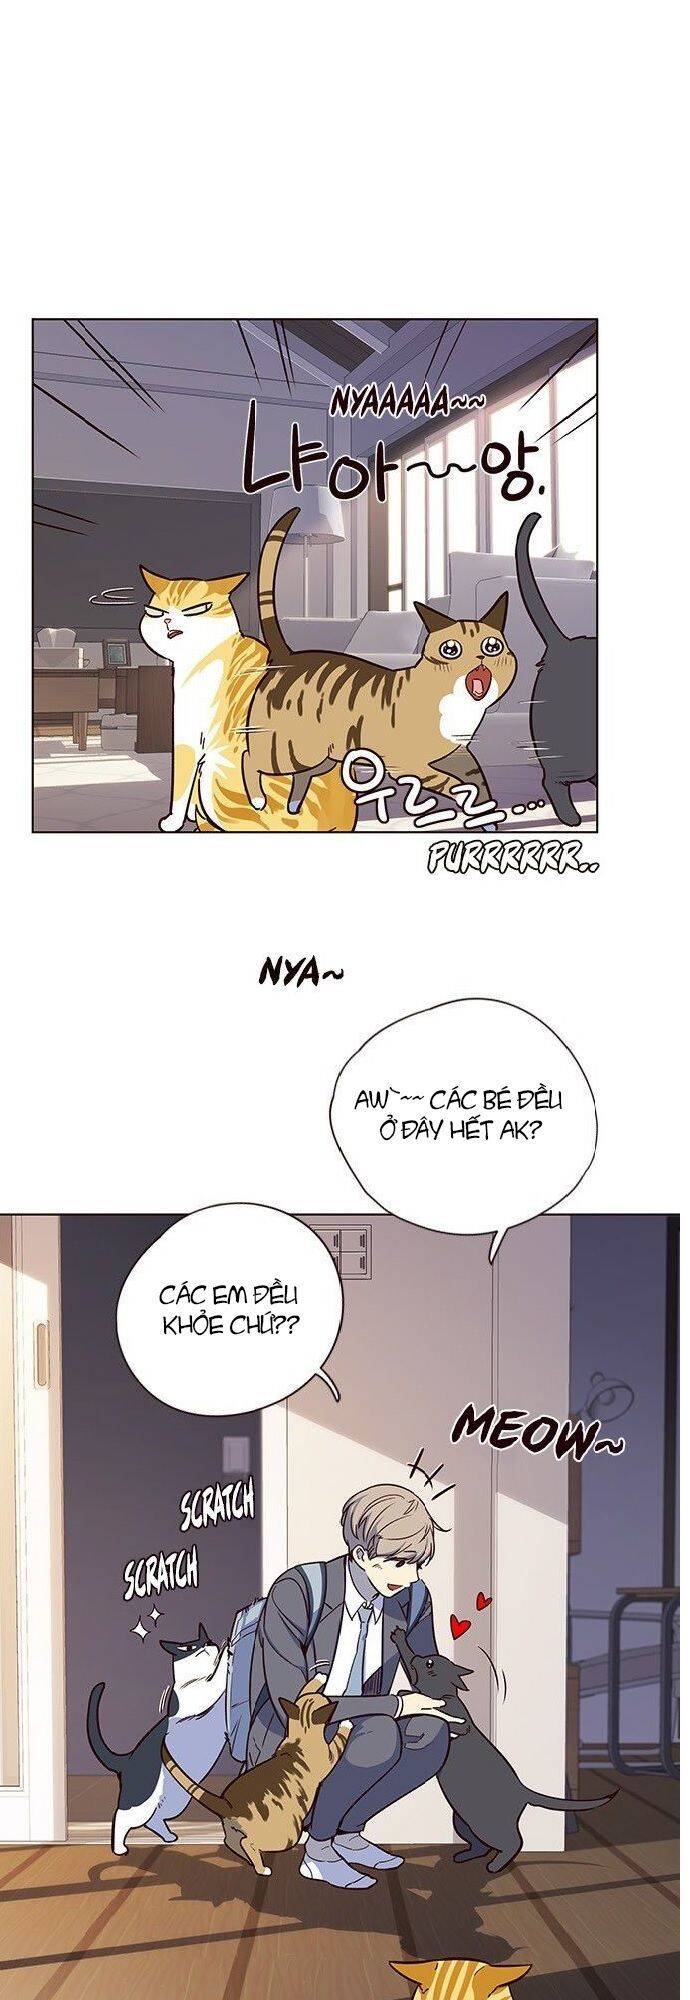 NYAAAAA~~
냐아~~앙.
우르르...
PURRRRRR..
NYA~
AW~~~ CÁC BÉ ĐỀU
Ở ĐÂY HẾT AK?
CÁC EM ĐỀU
KHỎE CHỨ??
MEOW~
SCRATCH
SCRATCH